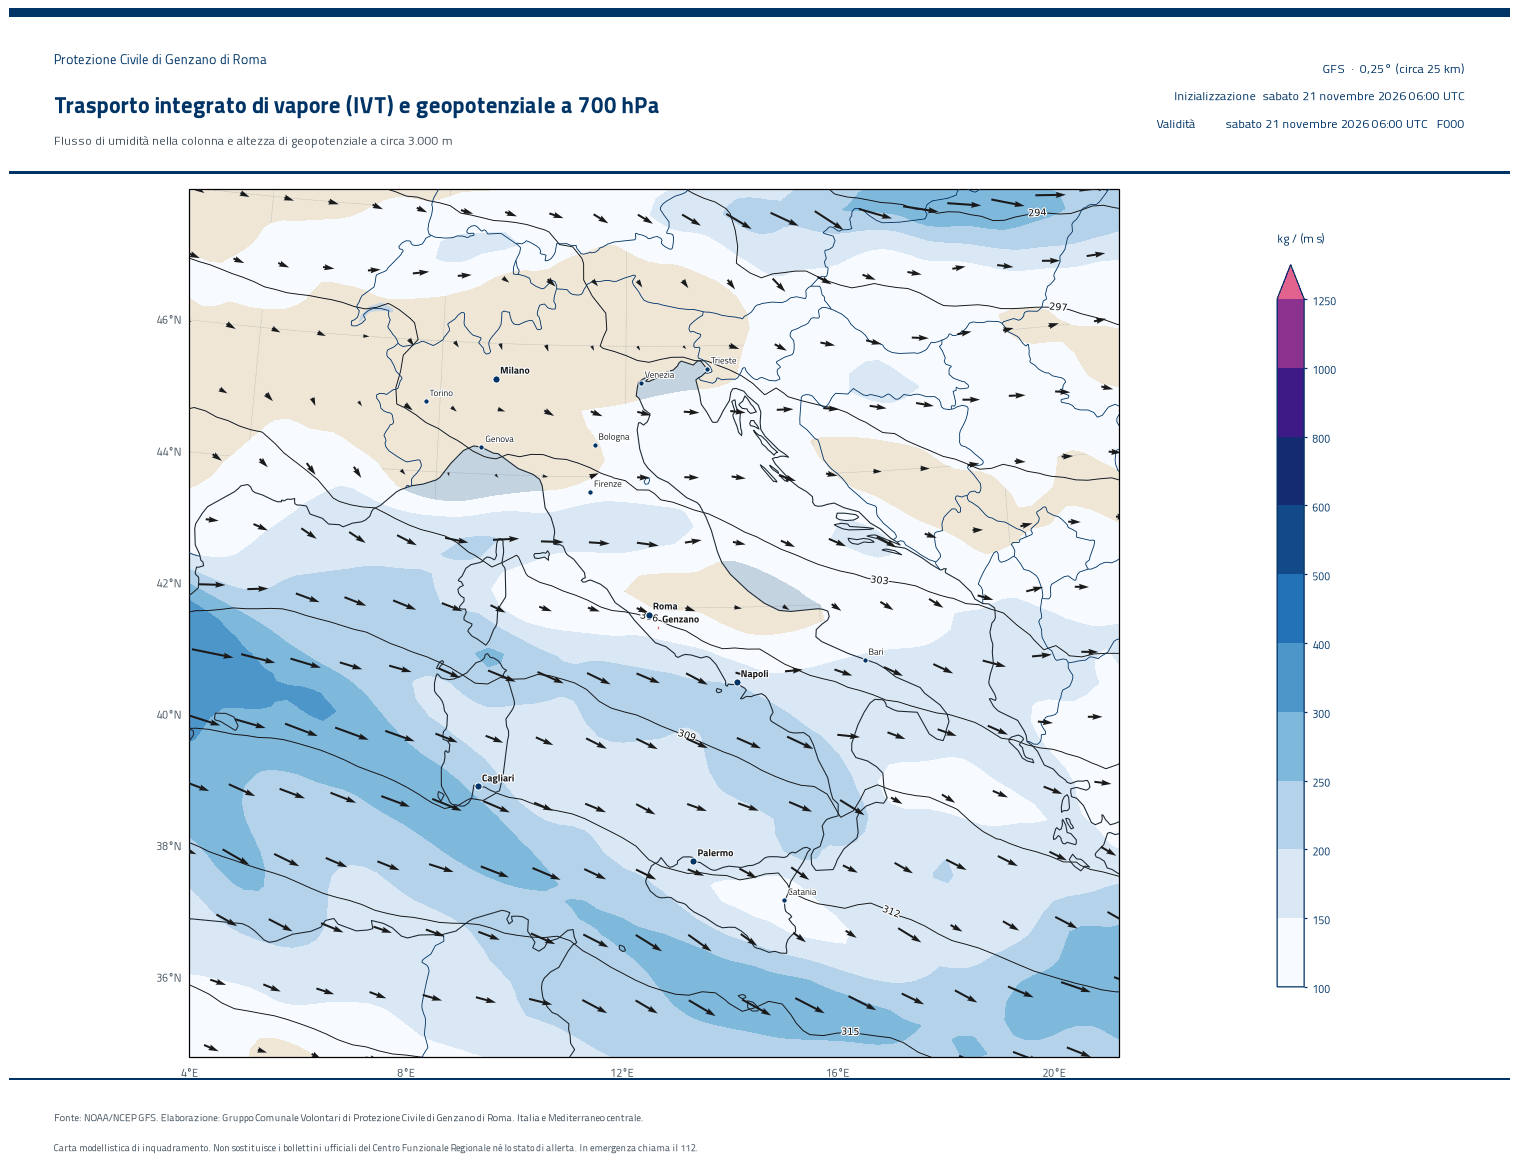 Protezione Civile di Genzano di Roma
Trasporto integrato di vapore (IVT) e geopotenziale a 700 hPa
Flusso di umidità nella colonna e altezza di geopotenziale a circa 3.000 m
GFS · 0,25° (circa 25 km)
Inizializzazione sabato 21 novembre 2026 06:00 UTC
Validità sabato 21 novembre 2026 06:00 UTC F000
294
297
46°N
Trieste
Venezia
Milano
Torino
44°N
Genova
Bologna
Firenze
42°N
303
Roma
Genzano
Bari
Napoli
40°N
309
Cagliari
38°N
Palermo
Catania
312
36°N
315
4°E
8°E
12°E
16°E
20°E
kg / (m s)
1250
1000
800
600
500
400
300
250
200
150
100
Fonte: NOAA/NCEP GFS. Elaborazione: Gruppo Comunale Volontari di Protezione Civile di Genzano di Roma. Italia e Mediterraneo centrale.
Carta modellistica di inquadramento. Non sostituisce i bollettini ufficiali del Centro Funzionale Regionale né lo stato di allerta. In emergenza chiama il 112.